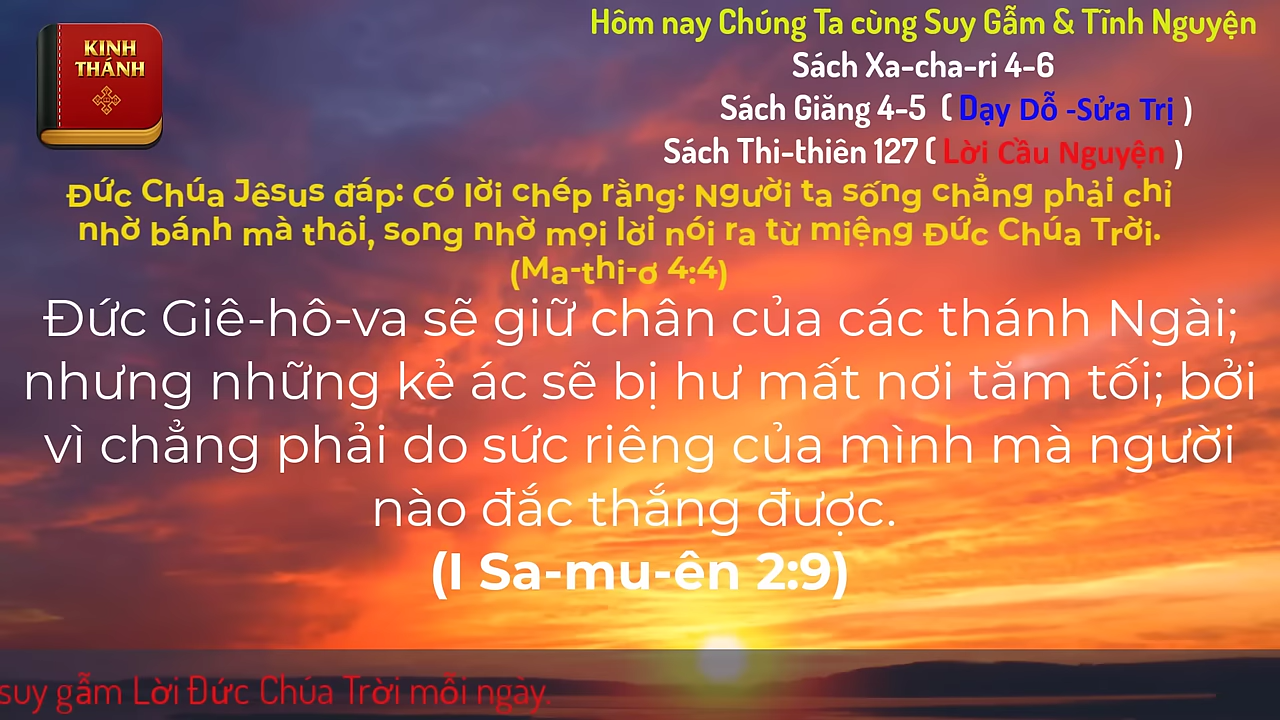 KINH
THÁNH
Hôm nay Chúng Ta cùng Suy Gẫm & Tĩnh Nguyện
Sách Xa-cha-ri 4-6
Sách Giăng 4-5 ( Dạy Dỗ -Sửa Trị )
Sách Thi-thiên 127 ( Lời Cầu Nguyện )
Đức Chúa Jêsus đáp: Có lời chép rằng: Người ta sống chẳng phải chỉ
nhờ bánh mà thôi, song nhờ mọi lời nói ra từ miệng Đức Chúa Trời.
(Ma-thi-ơ 4:4)
Đức Giê-hô-va sẽ giữ chân của các thánh Ngài;
nhưng những kẻ ác sẽ bị hư mất nơi tăm tối; bởi
vì chẳng phải do sức riêng của mình mà người
nào đắc thắng được.
(I Sa-mu-ên 2:9)
suy gẫm Lời Đức Chúa Trời mỗi ngày.